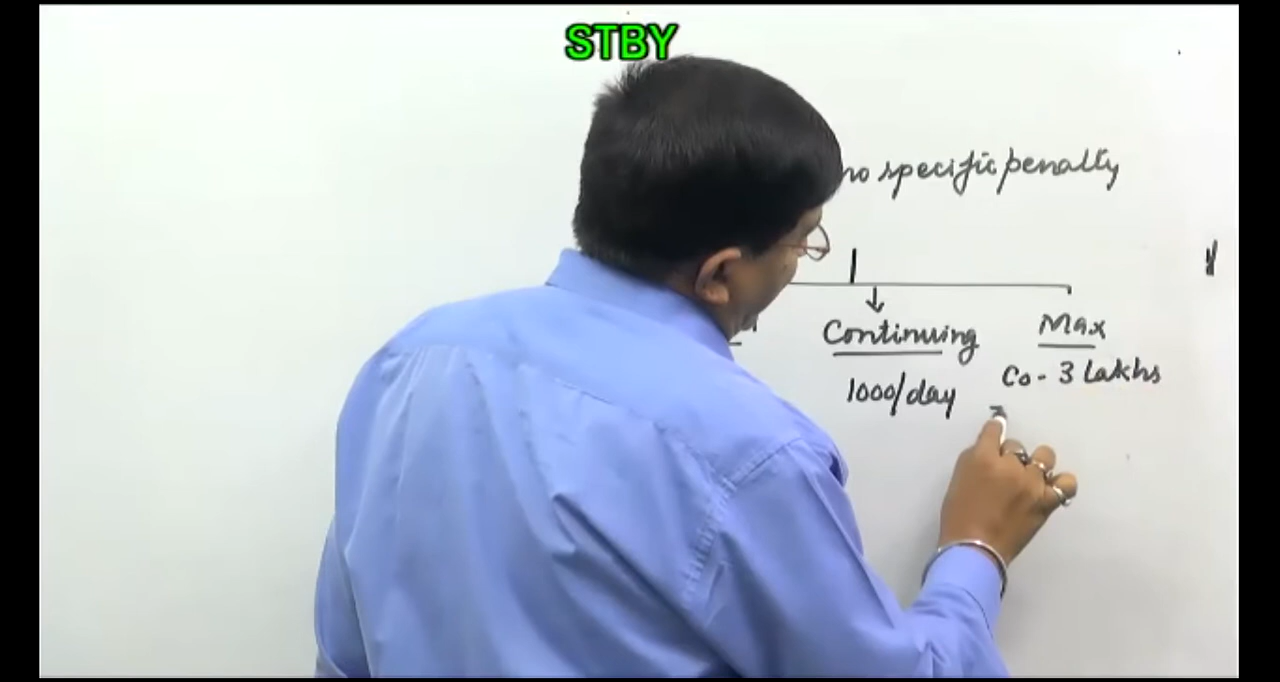 STBY
no specific penalty
Continuing
Max
1000/day
Co - 3 Lakhs